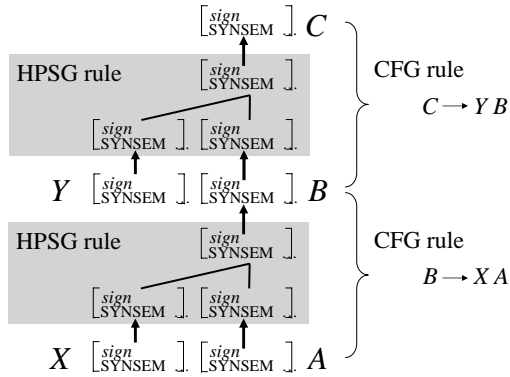 sign
SYNSEM ... C
HPSG rule
sign
SYNSEM ...
CFG rule
C → Y B
sign
SYNSEM ... sign
SYNSEM ...
Y sign
SYNSEM ... sign
SYNSEM ... B
HPSG rule
sign
SYNSEM ...
CFG rule
B → X A
sign
SYNSEM ... sign
SYNSEM ...
X sign
SYNSEM ... sign
SYNSEM ... A